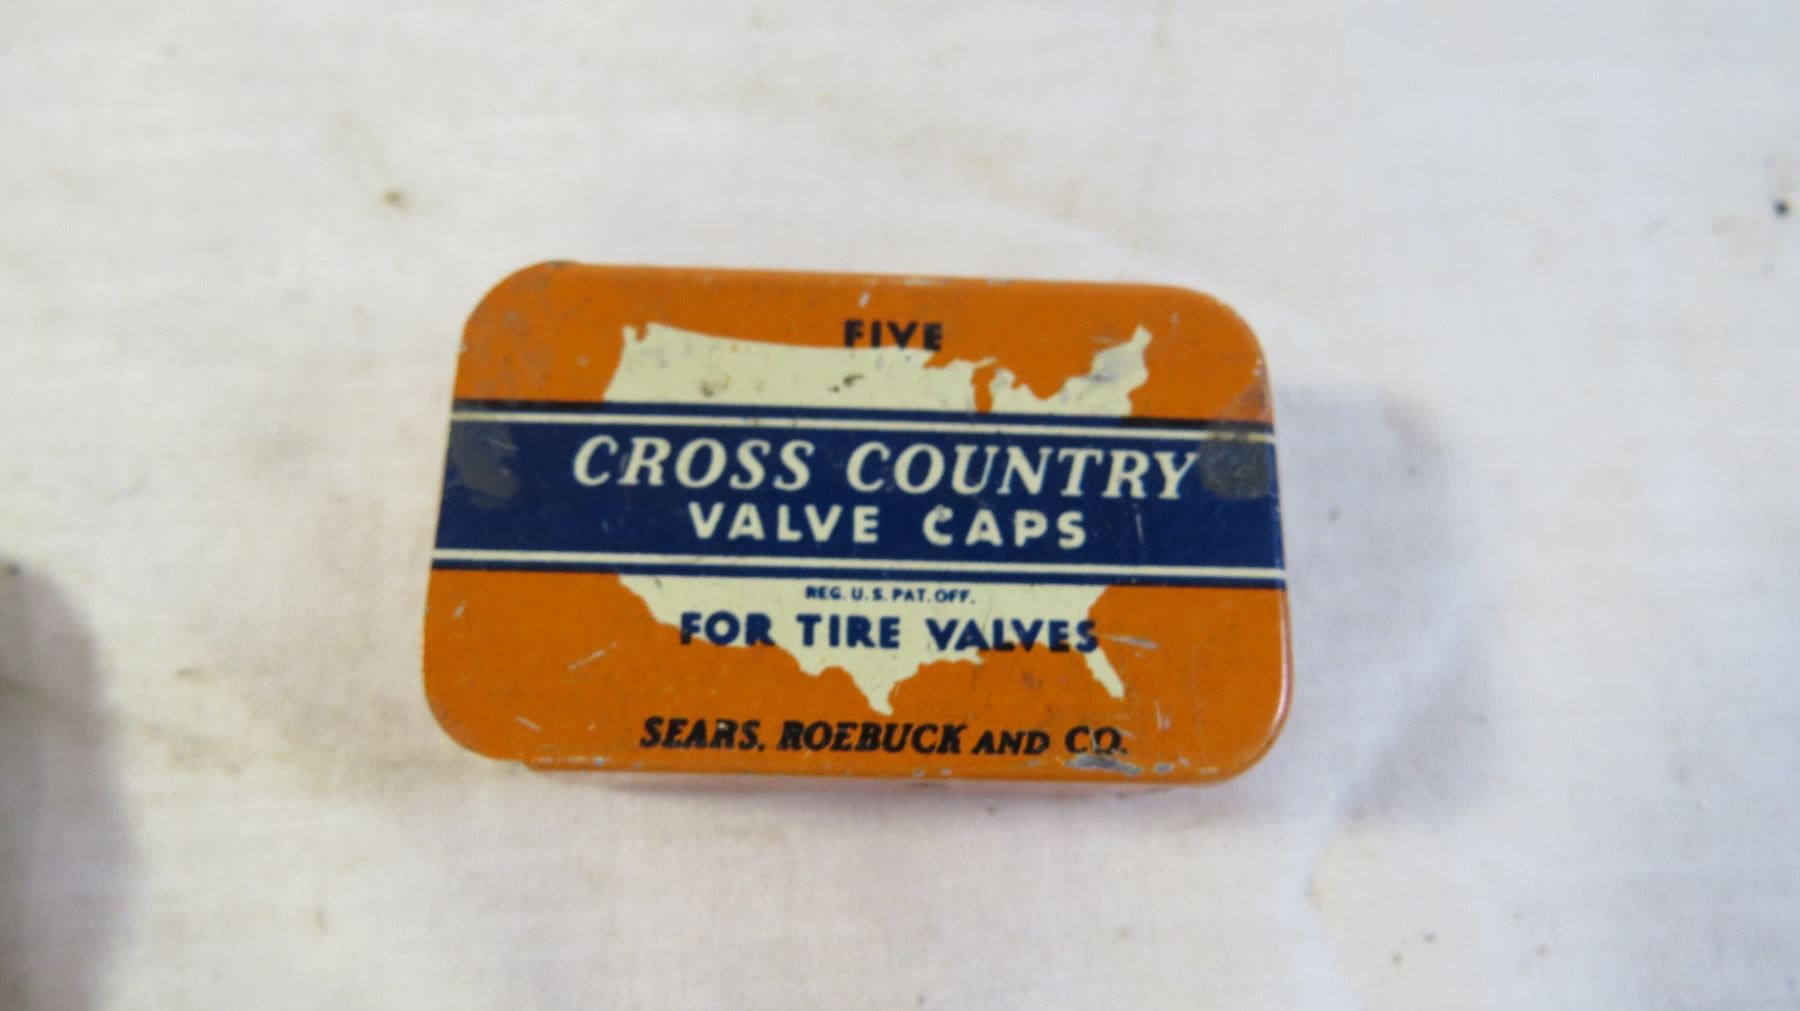 FIVE
CROSS COUNTRY
VALVE CAPS
REG. U.S. PAT. OFF.
FOR TIRE VALVES
SEARS, ROEBUCK AND CO.